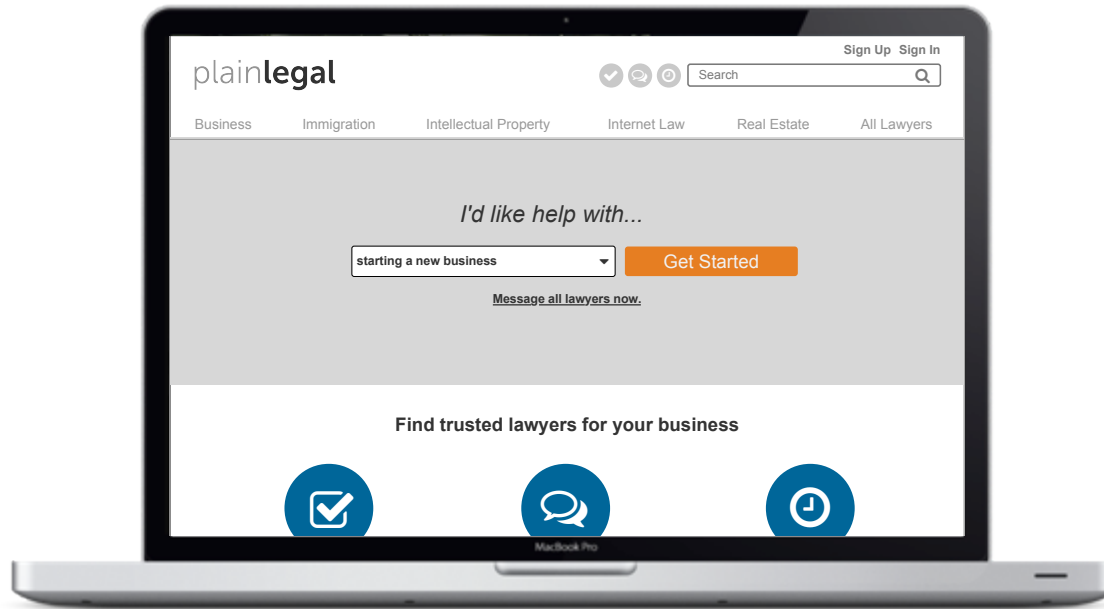 Sign Up Sign In
plainlegal
Search
Business Immigration Intellectual Property Internet Law Real Estate All Lawyers
I'd like help with...
starting a new business Get Started
Message all lawyers now.
Find trusted lawyers for your business
MacBook Pro